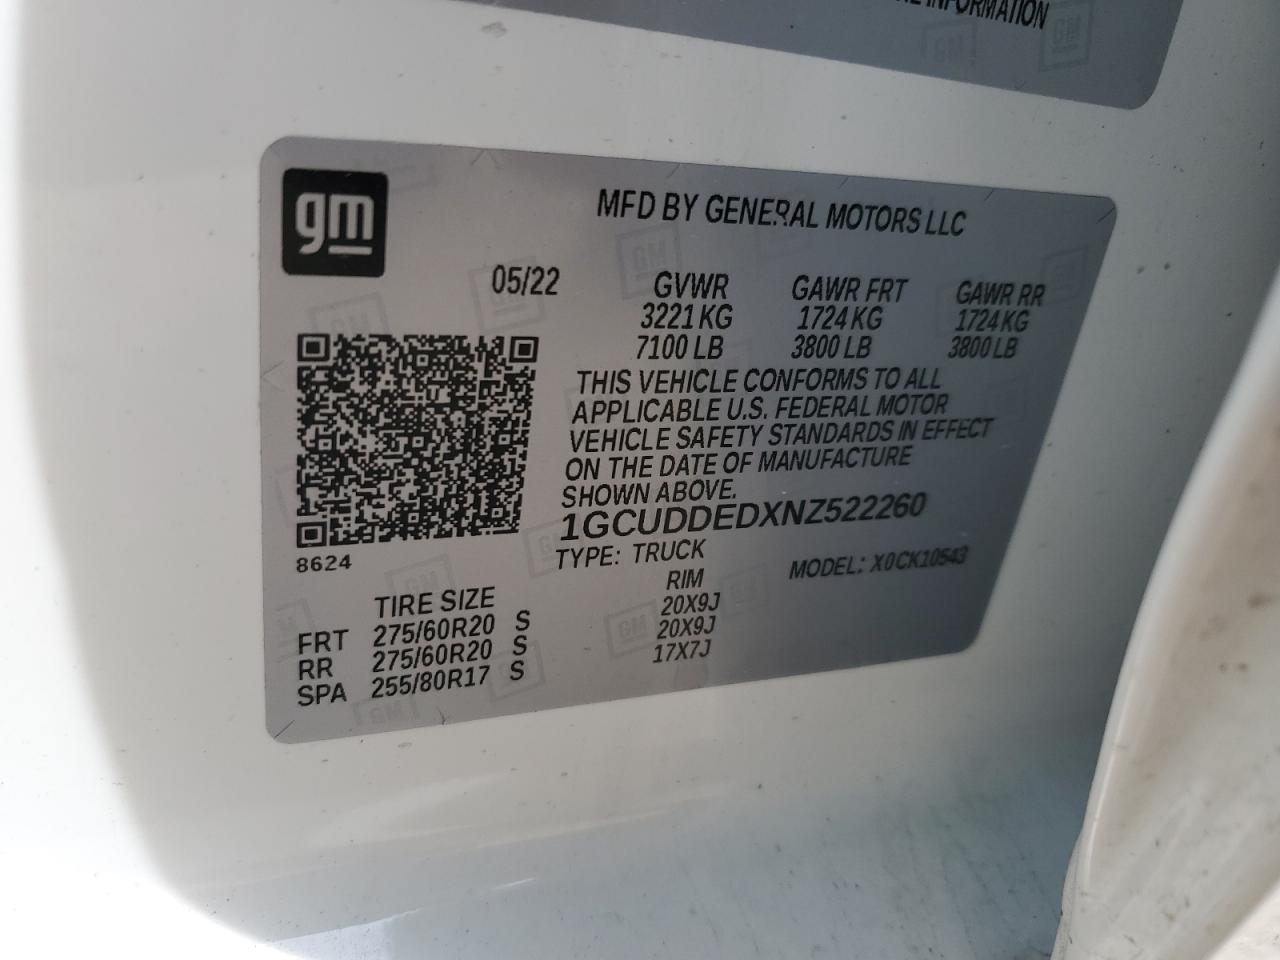 INFORMATION
gm
MFD BY GENERAL MOTORS LLC
05/22 GVWR GAWR FRT GAWR RR
3221 KG 1724 KG 1724 KG
7100 LB 3800 LB 3800 LB
THIS VEHICLE CONFORMS TO ALL
APPLICABLE U.S. FEDERAL MOTOR
VEHICLE SAFETY STANDARDS IN EFFECT
ON THE DATE OF MANUFACTURE
SHOWN ABOVE.
1GCUDDEDXNZ522260
8624
TYPE: TRUCK MODEL: X0CK10543
TIRE SIZE RIM
FRT 275/60R20 S 20X9J
RR 275/60R20 S 20X9J
SPA 255/80R17 S 17X7J